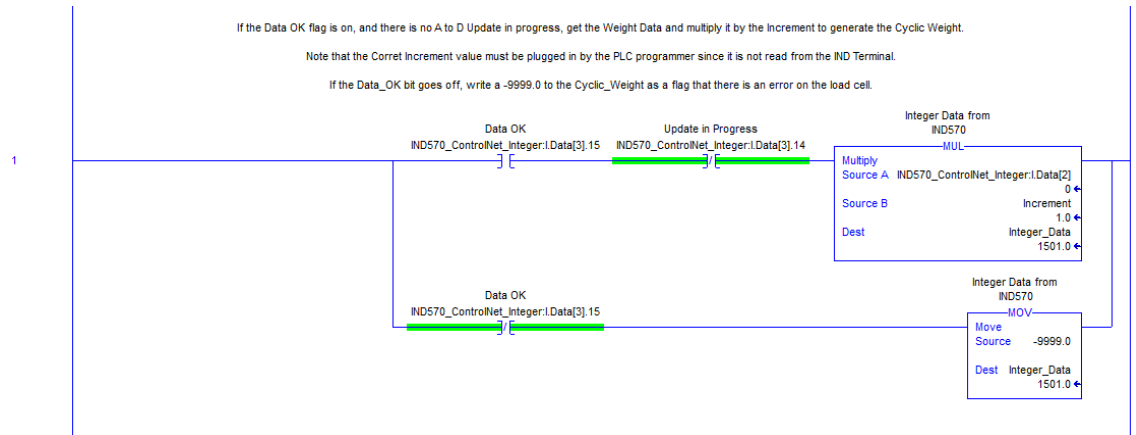 If the Data OK flag is on, and there is no A to D Update in progress, get the Weight Data and multiply it by the Increment to generate the Cyclic Weight.
Note that the Corret Increment value must be plugged in by the PLC programmer since it is not read from the IND Terminal.
If the Data_OK bit goes off, write a -9999.0 to the Cyclic_Weight as a flag that there is an error on the load cell.
1
Data OK
IND570_ControlNet_Integer:I.Data[3].15
Update in Progress
IND570_ControlNet_Integer:I.Data[3].14
Integer Data from
IND570
MUL
Multiply
Source A IND570_ControlNet_Integer:I.Data[2]
0
Source B Increment
1.0
Dest Integer_Data
1501.0
Data OK
IND570_ControlNet_Integer:I.Data[3].15
Integer Data from
IND570
MOV
Move
Source -9999.0
Dest Integer_Data
1501.0